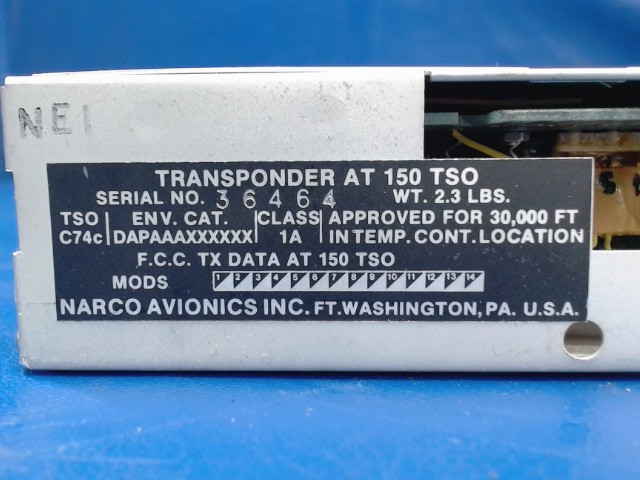 NEI
TRANSPONDER AT 150 TSO
SERIAL NO. 36464 WT. 2.3 LBS.
TSO ENV. CAT. CLASS APPROVED FOR 30,000 FT
C74c DAPAAAXXXXXX 1A IN TEMP. CONT. LOCATION
F.C.C. TX DATA AT 150 TSO
MODS 1 2 3 4 5 6 7 8 9 10 11 12 13 14
NARCO AVIONICS INC. FT. WASHINGTON, PA. U.S.A.